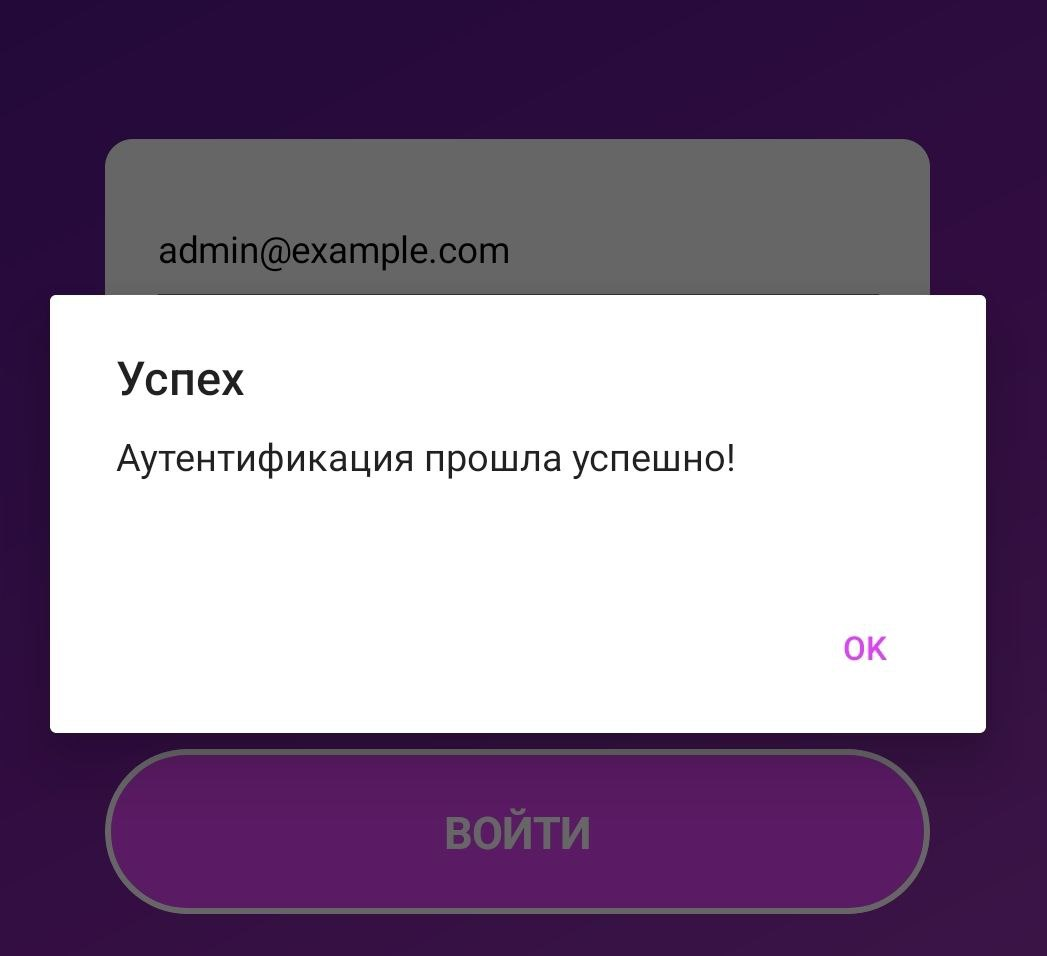 admin@example.com
Успех
Аутентификация прошла успешно!
OK
ВОЙТИ